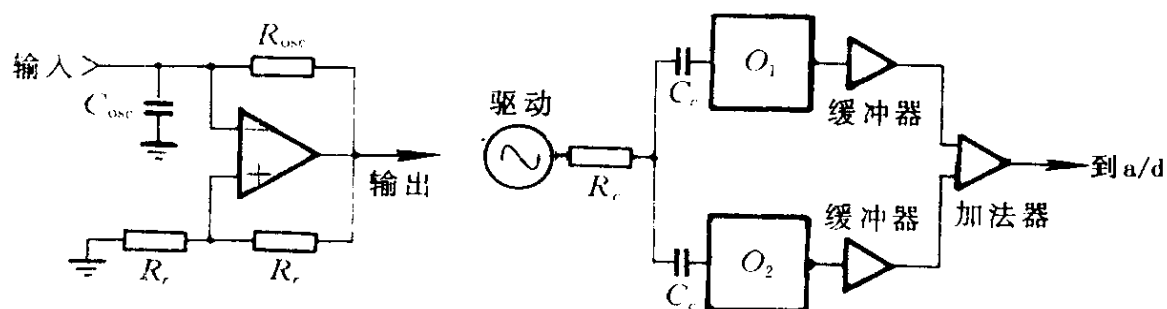 输入
R_osc
C_osc
输出
R_r
R_r
驱动
R_c
C_c
O_1
缓冲器
加法器
到 a/d
缓冲器
C_c
O_2